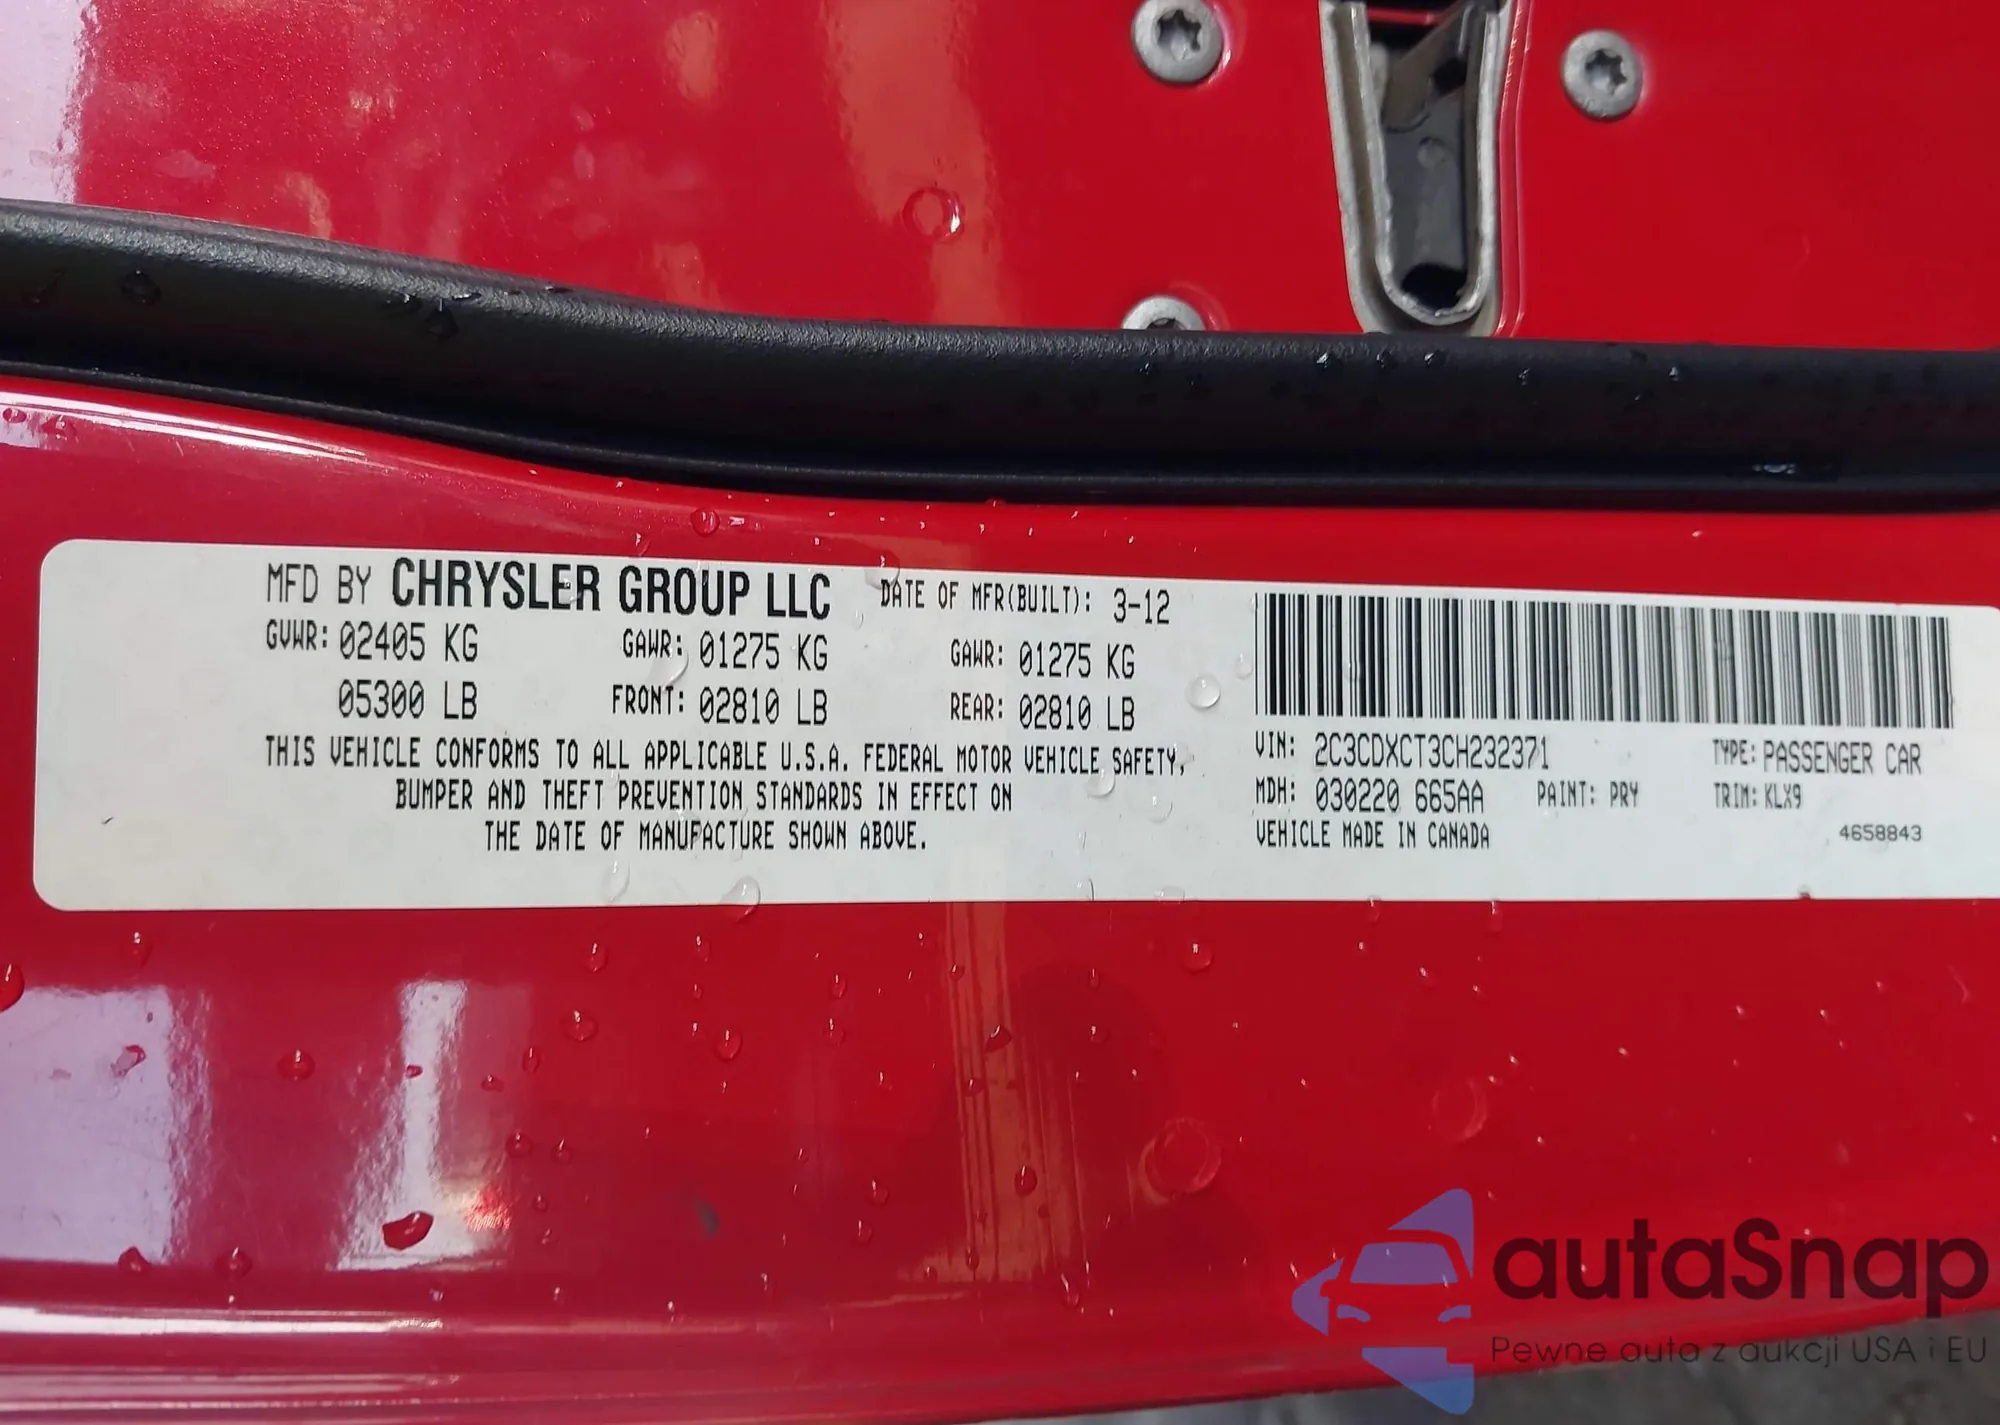 MFD BY CHRYSLER GROUP LLC DATE OF MFR(BUILT): 3-12
GVWR: 02405 KG GAWR: 01275 KG GAWR: 01275 KG
05300 LB FRONT: 02810 LB REAR: 02810 LB
THIS VEHICLE CONFORMS TO ALL APPLICABLE U.S.A. FEDERAL MOTOR VEHICLE SAFETY,
BUMPER AND THEFT PREVENTION STANDARDS IN EFFECT ON
THE DATE OF MANUFACTURE SHOWN ABOVE.
VIN: 2C3CDXCT3CH232371 TYPE: PASSENGER CAR
MDH: 030220 665AA PAINT: PRY TRIM: KLX9
VEHICLE MADE IN CANADA 4658843
autaSnap
Pewne auta z aukcji USA i EU